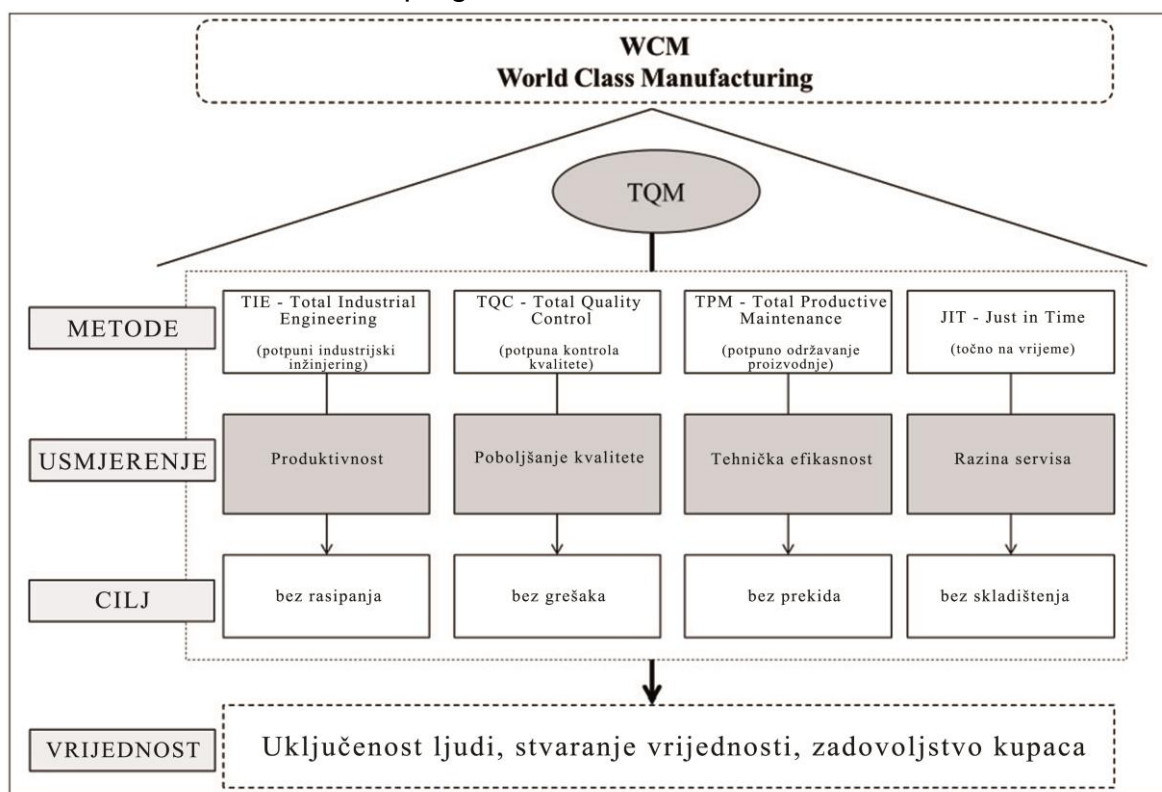 WCM
World Class Manufacturing
TQM
METODE
TIE - Total Industrial
Engineering
(potpuni industrijski
inžinjering)
TQC - Total Quality
Control
(potpuna kontrola
kvalitete)
TPM - Total Productive
Maintenance
(potpuno održavanje
proizvodnje)
JIT - Just in Time
(točno na vrijeme)
USMJERENJE
Produktivnost
Poboljšanje kvalitete
Tehnička efikasnost
Razina servisa
CILJ
bez rasipanja
bez grešaka
bez prekida
bez skladištenja
VRIJEDNOST
Uključenost ljudi, stvaranje vrijednosti, zadovoljstvo kupaca